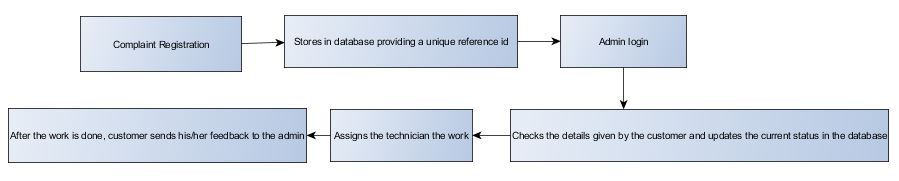 Complaint Registration
Stores in database providing a unique reference id
Admin login
Checks the details given by the customer and updates the current status in the database
Assigns the technician the work
After the work is done, customer sends his/her feedback to the admin